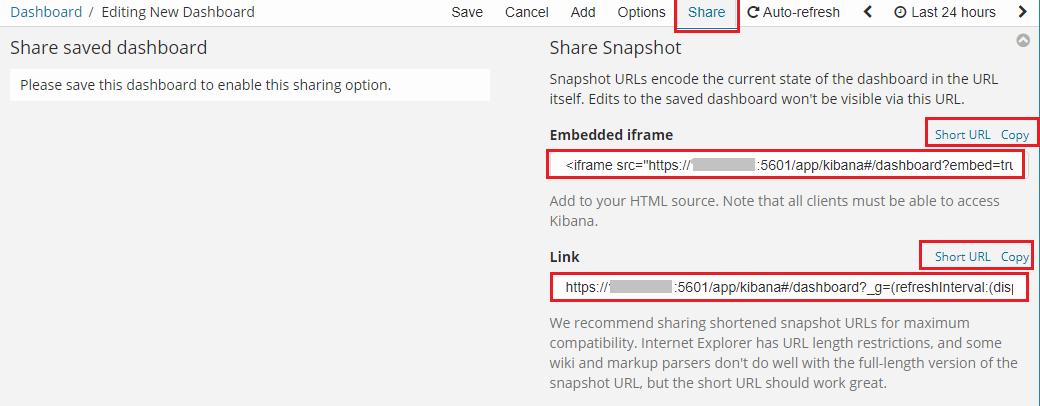 Dashboard / Editing New Dashboard Save Cancel Add Options Share Auto-refresh Last 24 hours
Share saved dashboard
Please save this dashboard to enable this sharing option.
Share Snapshot
Snapshot URLs encode the current state of the dashboard in the URL
itself. Edits to the saved dashboard won't be visible via this URL.
Embedded iframe Short URL Copy
<iframe src="https:// :5601/app/kibana#/dashboard?embed=tru
Add to your HTML source. Note that all clients must be able to access
Kibana.
Link Short URL Copy
https:// :5601/app/kibana#/dashboard?_g=(refreshInterval:(disp
We recommend sharing shortened snapshot URLs for maximum
compatibility. Internet Explorer has URL length restrictions, and some
wiki and markup parsers don't do well with the full-length version of the
snapshot URL, but the short URL should work great.